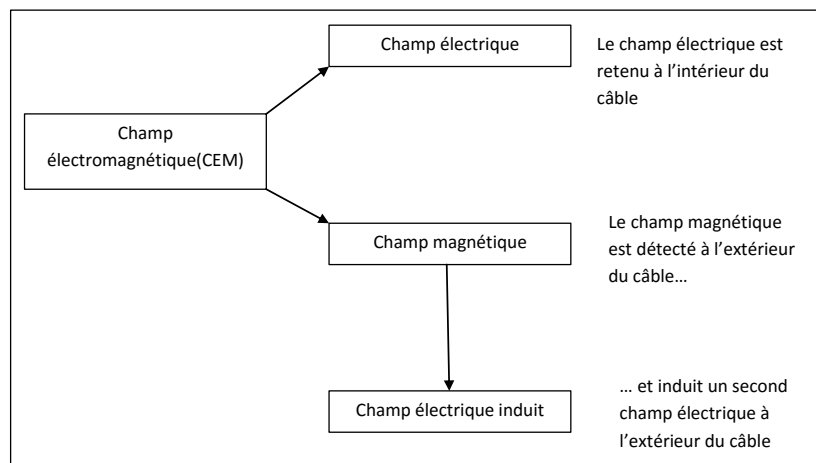 Champ électrique
Le champ électrique est
retenu à l’intérieur du
câble
Champ
électromagnétique(CEM)
Champ magnétique
Le champ magnétique
est détecté à l’extérieur
du câble…
Champ électrique induit
… et induit un second
champ électrique à
l’extérieur du câble